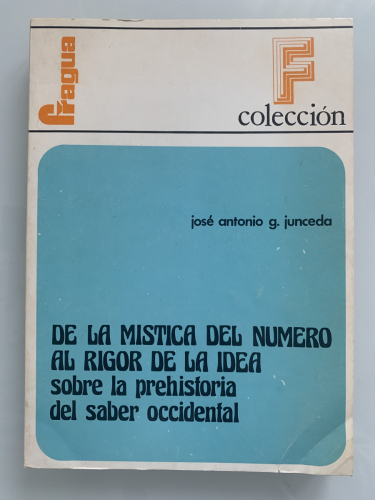 fragua
F
colección
josé antonio g. junceda
DE LA MISTICA DEL NUMERO
AL RIGOR DE LA IDEA
sobre la prehistoria
del saber occidental